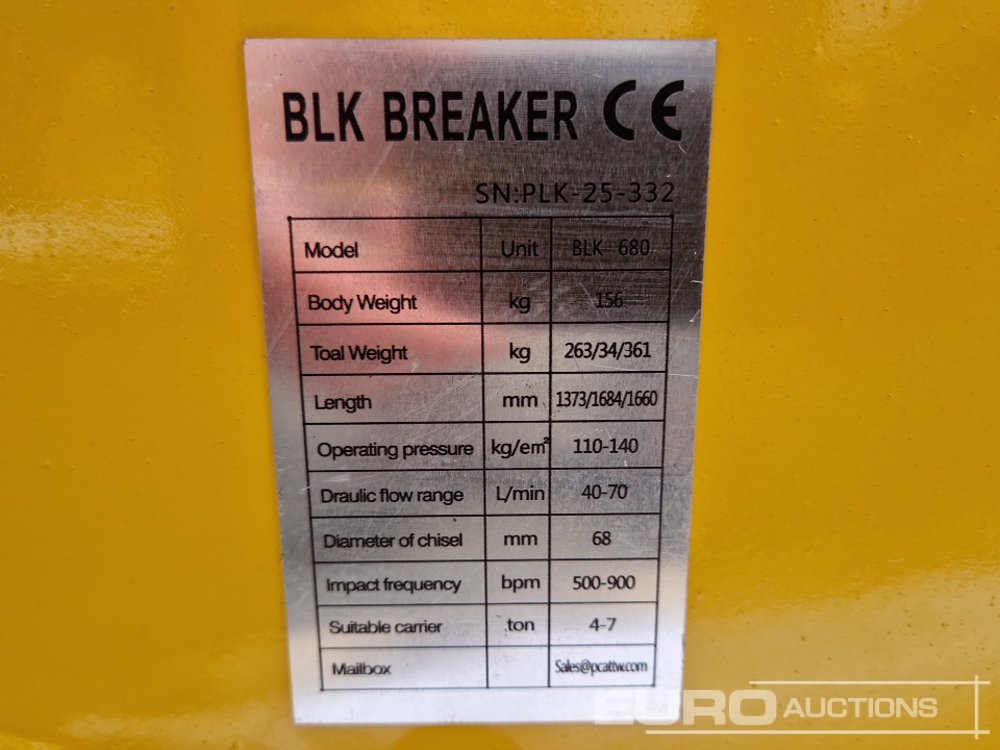 BLK BREAKER CE
SN:PLK-25-332
Model Unit BLK 680
Body Weight kg 156
Toal Weight kg 263/34/361
Length mm 1373/1684/1660
Operating pressure kg/em² 110-140
Draulic flow range L/min 40-70
Diameter of chisel mm 68
Impact frequency bpm 500-900
Suitable carrier ton 4-7
Mailbox Sales@pcattw.com
EURO AUCTIONS